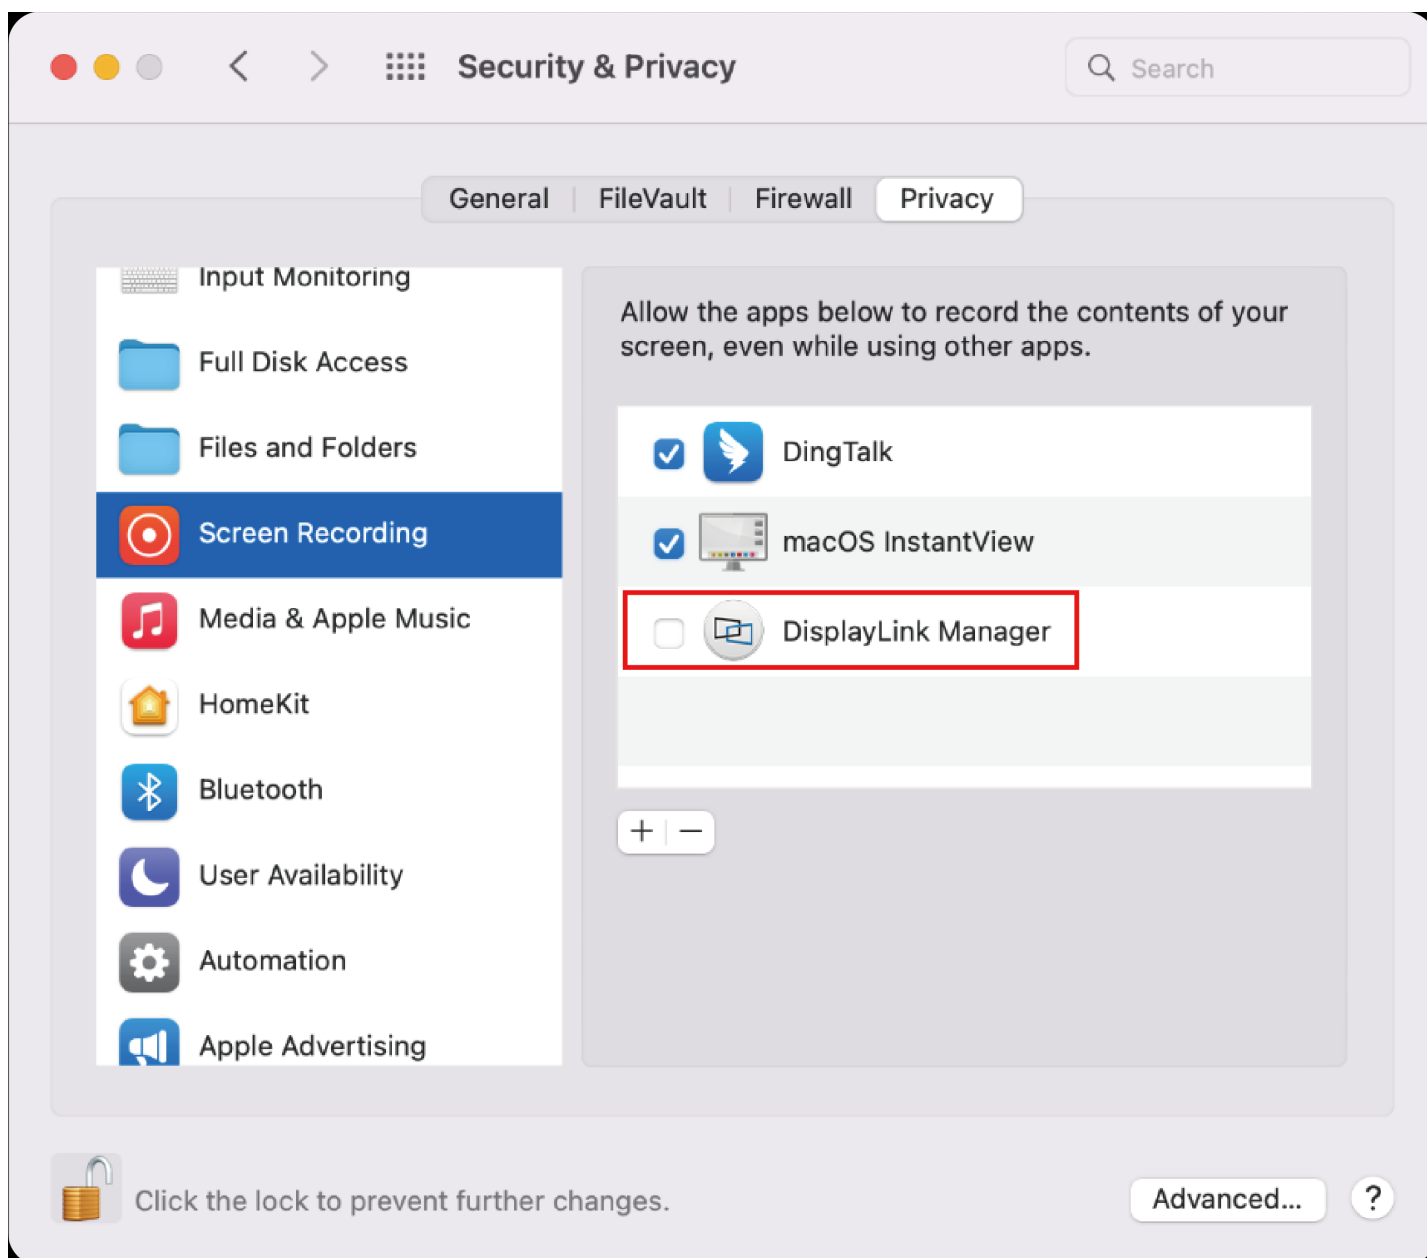 Security & Privacy
Search
General
FileVault
Firewall
Privacy
Input Monitoring
Full Disk Access
Files and Folders
Screen Recording
Media & Apple Music
HomeKit
Bluetooth
User Availability
Automation
Apple Advertising
Allow the apps below to record the contents of your
screen, even while using other apps.
DingTalk
macOS InstantView
DisplayLink Manager
+ −
Click the lock to prevent further changes.
Advanced...
?